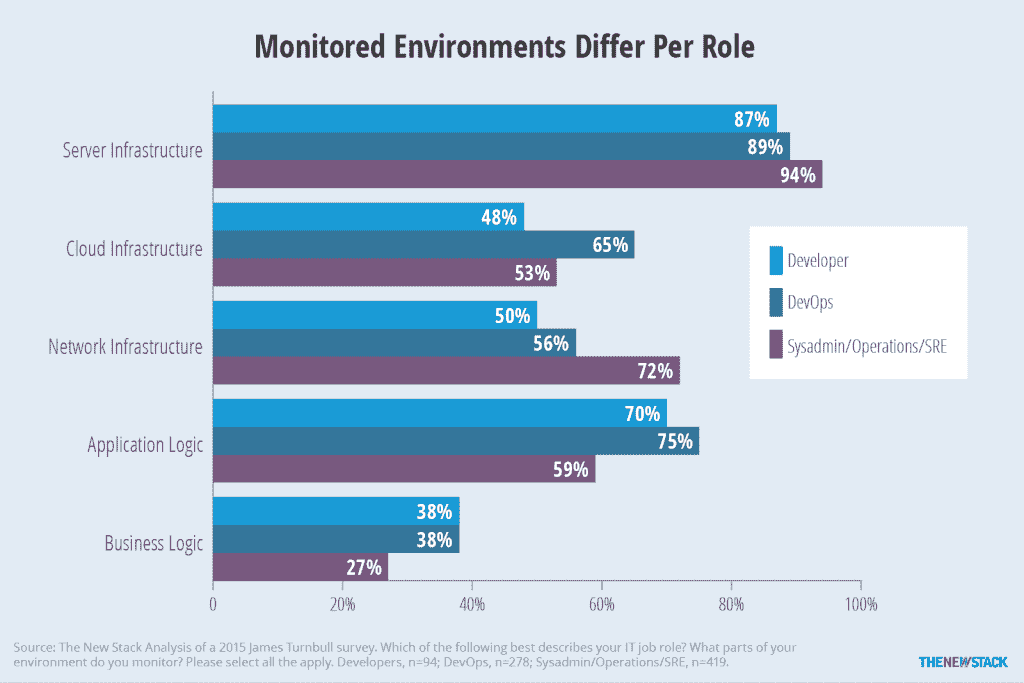 Monitored Environments Differ Per Role
Server Infrastructure
87%
89%
94%
Cloud Infrastructure
48%
65%
53%
Network Infrastructure
50%
56%
72%
Application Logic
70%
75%
59%
Business Logic
38%
38%
27%
0
20%
40%
60%
80%
100%
Developer
DevOps
Sysadmin/Operations/SRE
Source: The New Stack Analysis of a 2015 James Turnbull survey. Which of the following best describes your IT job role? What parts of your
environment do you monitor? Please select all the apply. Developers, n=94; DevOps, n=278; Sysadmin/Operations/SRE, n=419.
THENEWSTACK